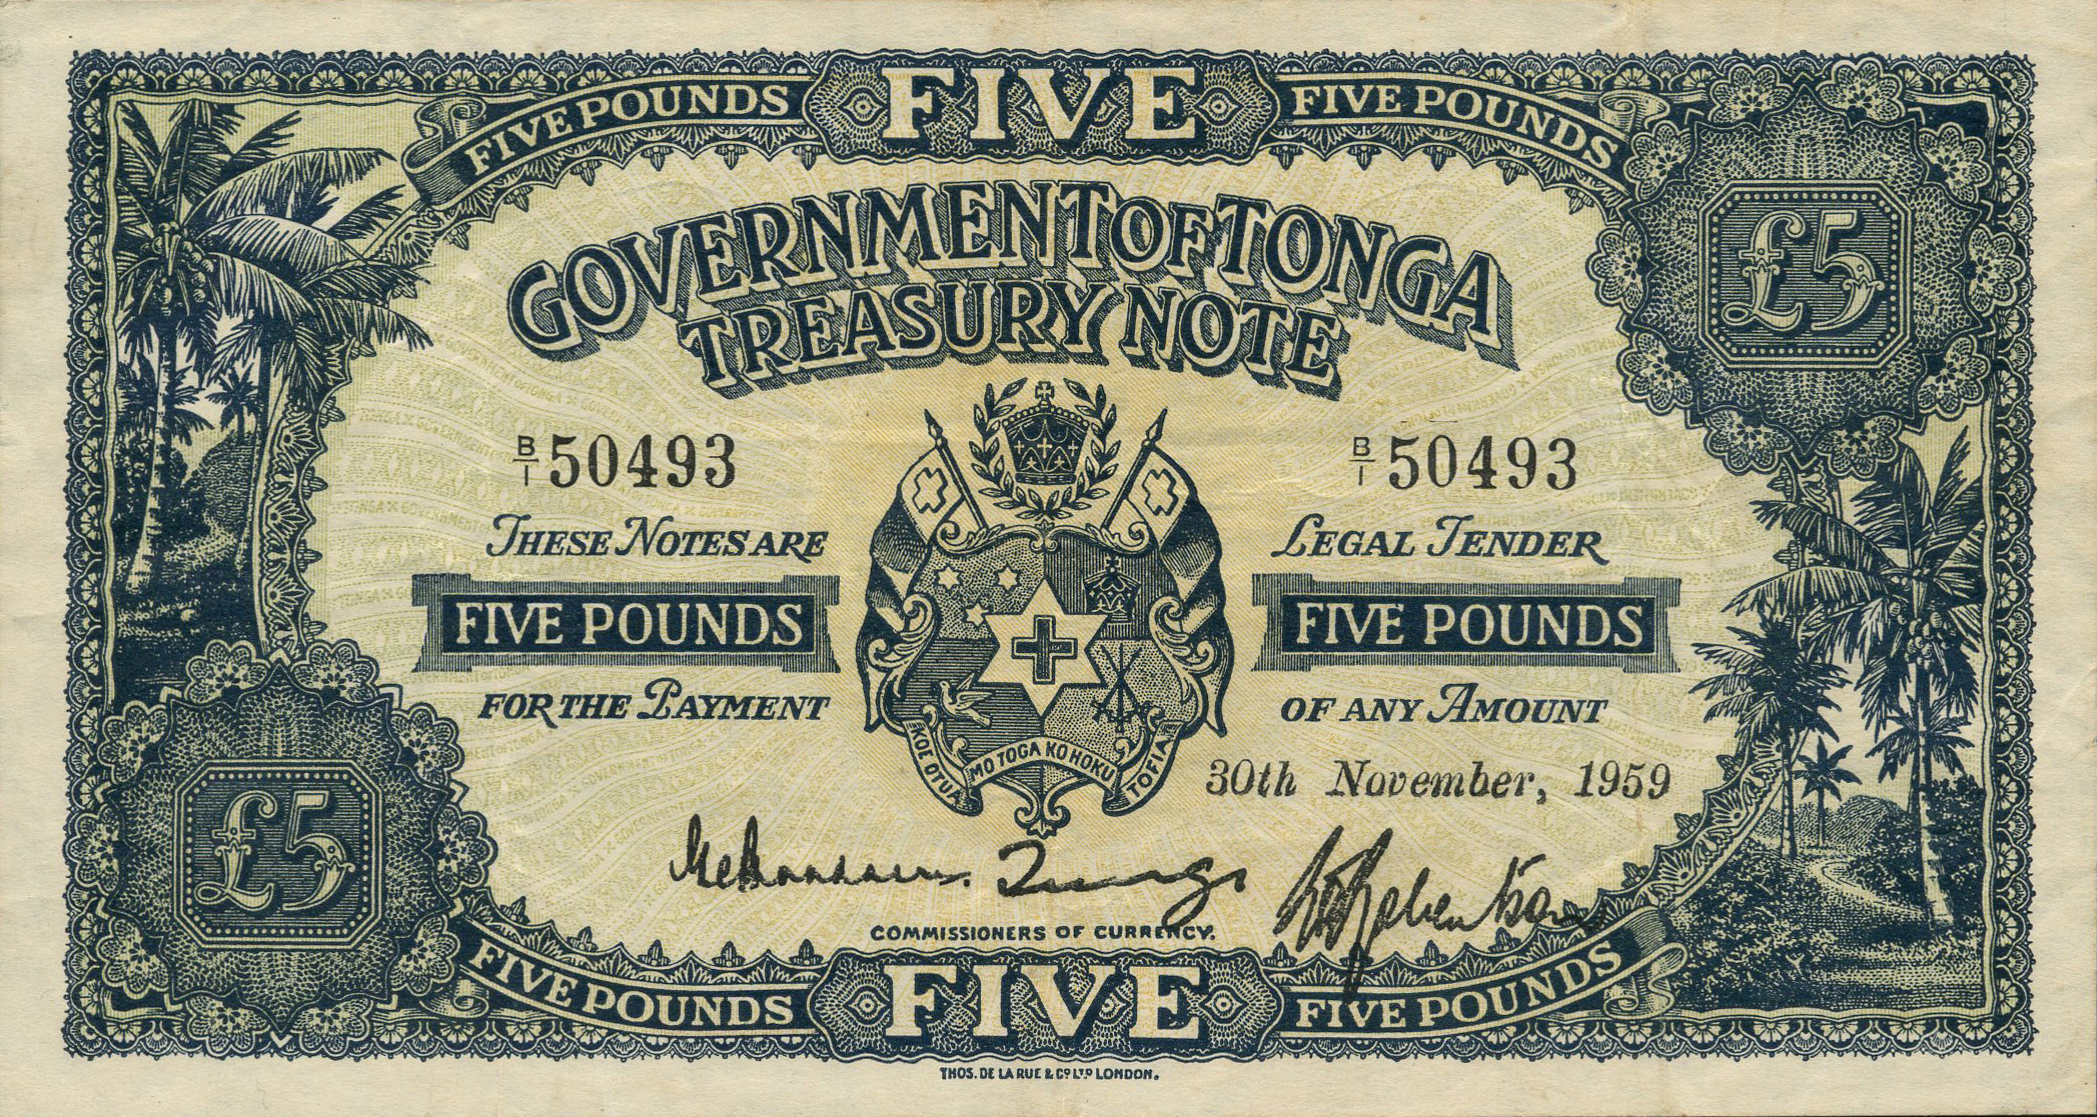 FIVE POUNDS FIVE FIVE POUNDS
GOVERNMENT OF TONGA
TREASURY NOTE
£5
B/1 50493 B/1 50493
THESE NOTES ARE LEGAL TENDER
FIVE POUNDS FIVE POUNDS
FOR THE PAYMENT OF ANY AMOUNT
KOE OTUA MO TOGA KO HOKU TOFIA
30th November, 1959
£5
COMMISSIONERS OF CURRENCY.
FIVE POUNDS FIVE FIVE POUNDS
THOS. DE LA RUE & CO LTD LONDON.